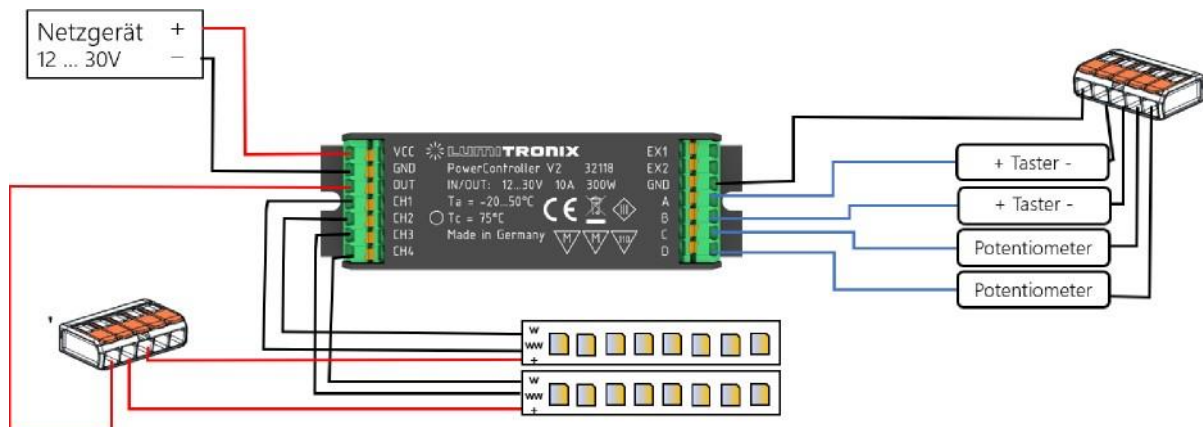 Netzgerät +
12 ... 30V –
VCC LUMITRONIX EX1
GND PowerController V2 32118 EX2
OUT IN/OUT: 12...30V 10A 300W GND
CH1 Ta = -20...50°C A
CH2 Tc = 75°C B
CH3 Made in Germany C
CH4 D
CE
M M 110
+ Taster -
+ Taster -
Potentiometer
Potentiometer
W
WW
+
W
WW
+